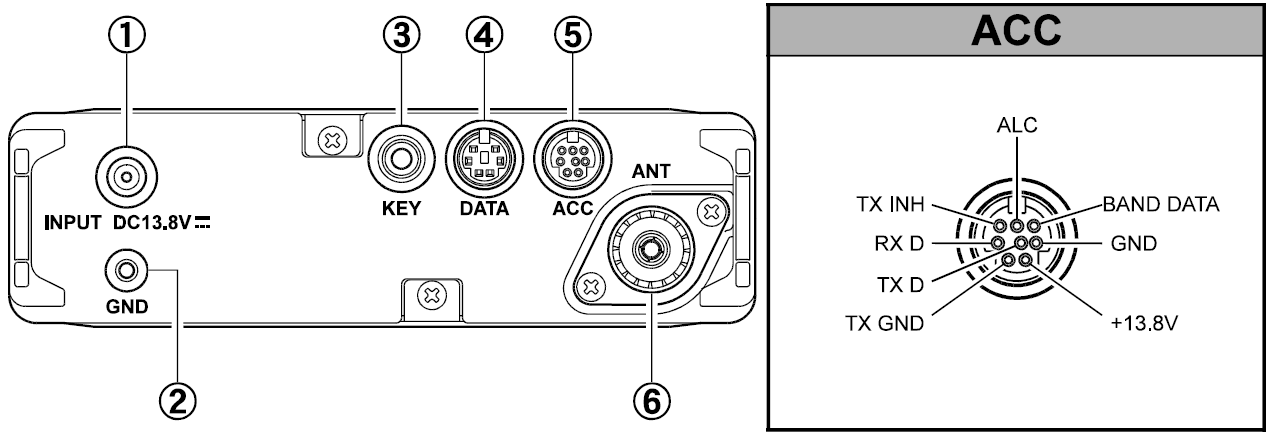 ① ③ ④ ⑤
INPUT DC13.8V
GND
KEY
DATA
ACC
ANT
② ⑥
ACC
ALC
TX INH
BAND DATA
RX D
GND
TX D
TX GND
+13.8V